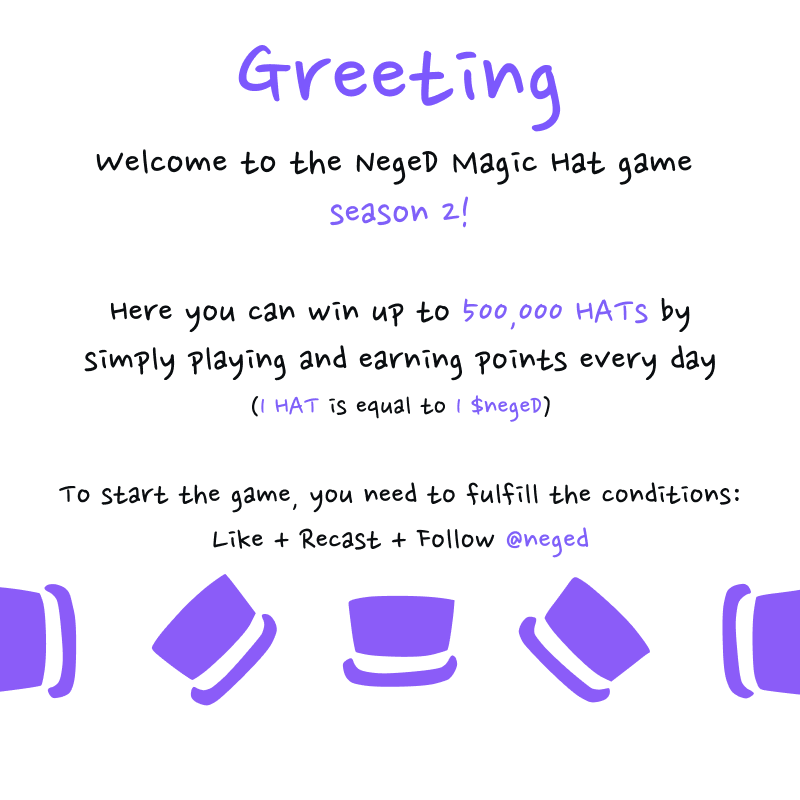 Greeting
Welcome to the NegeD Magic Hat game
season 2!
Here you can win up to 500,000 HATs by
simply playing and earning points every day
(1 HAT is equal to 1 $negeD)
To start the game, you need to fulfill the conditions:
Like + Recast + Follow @neged